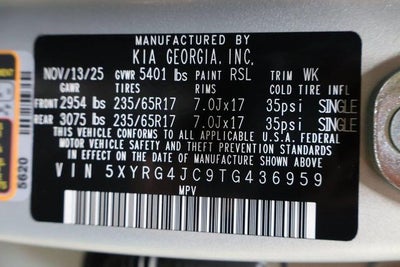 MANUFACTURED BY
KIA GEORGIA, INC.
NOV/13/25 GVWR 5401 lbs PAINT RSL TRIM WK
GAWR TIRES RIMS COLD TIRE INFL
FRONT 2954 lbs 235/65R17 7.0Jx17 35psi SINGLE
REAR 3075 lbs 235/65R17 7.0Jx17 35psi SINGLE
THIS VEHICLE CONFORMS TO ALL APPLICABLE U.S.A. FEDERAL
MOTOR VEHICLE SAFETY AND THEFT PREVENTION STANDARDS
IN EFFECT ON THE DATE OF MANUFACTURE SHOWN ABOVE
VIN 5XYRG4JC9TG436959
MPV
5620